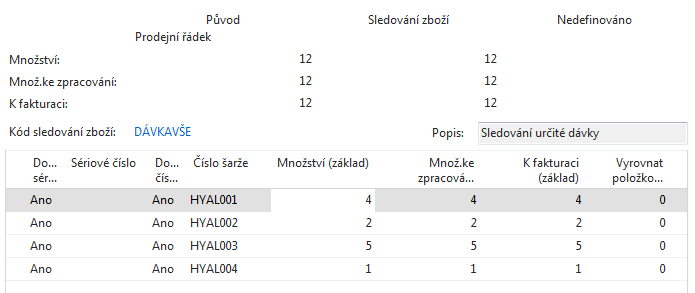 Původ Sledování zboží Nedefinováno
Prodejní řádek
Množství: 12 12
Množ.ke zpracování: 12 12
K fakturaci: 12 12
Kód sledování zboží: DÁVKAVŠE Popis: Sledování určité dávky
Do... Sériové číslo Do... Číslo šarže Množství (základ) Množ.ke K fakturaci Vyrovnat
sér... čís... zpracová... (základ) položko...
Ano Ano HYAL001 4 4 4 0
Ano Ano HYAL002 2 2 2 0
Ano Ano HYAL003 5 5 5 0
Ano Ano HYAL004 1 1 1 0